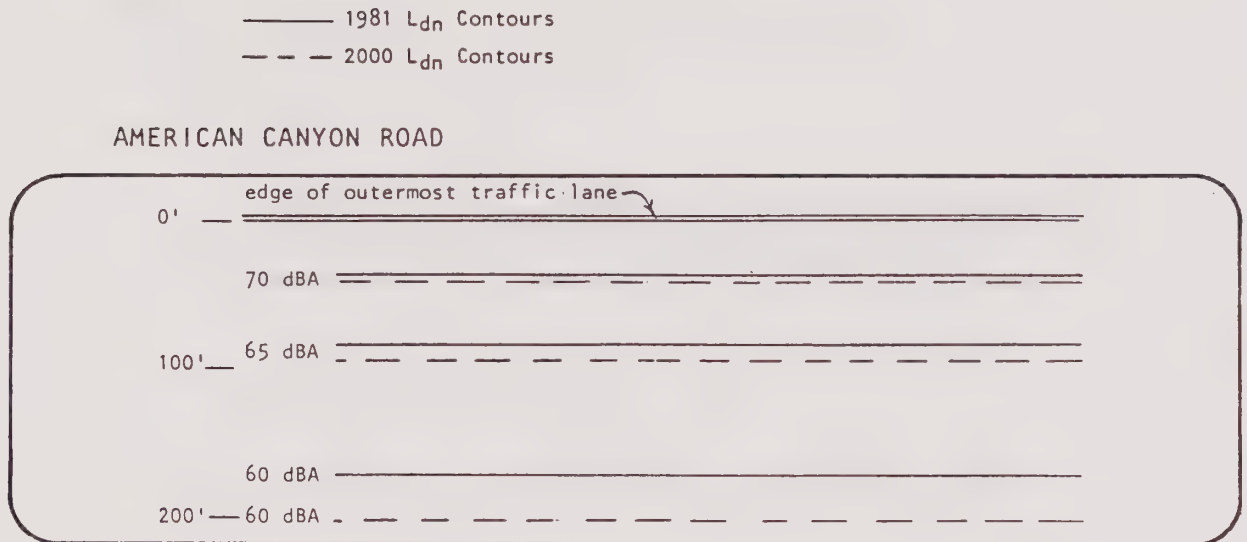 1981 Ldn Contours
2000 Ldn Contours
AMERICAN CANYON ROAD
edge of outermost traffic lane
0'
70 dBA
65 dBA
100'
60 dBA
200' 60 dBA